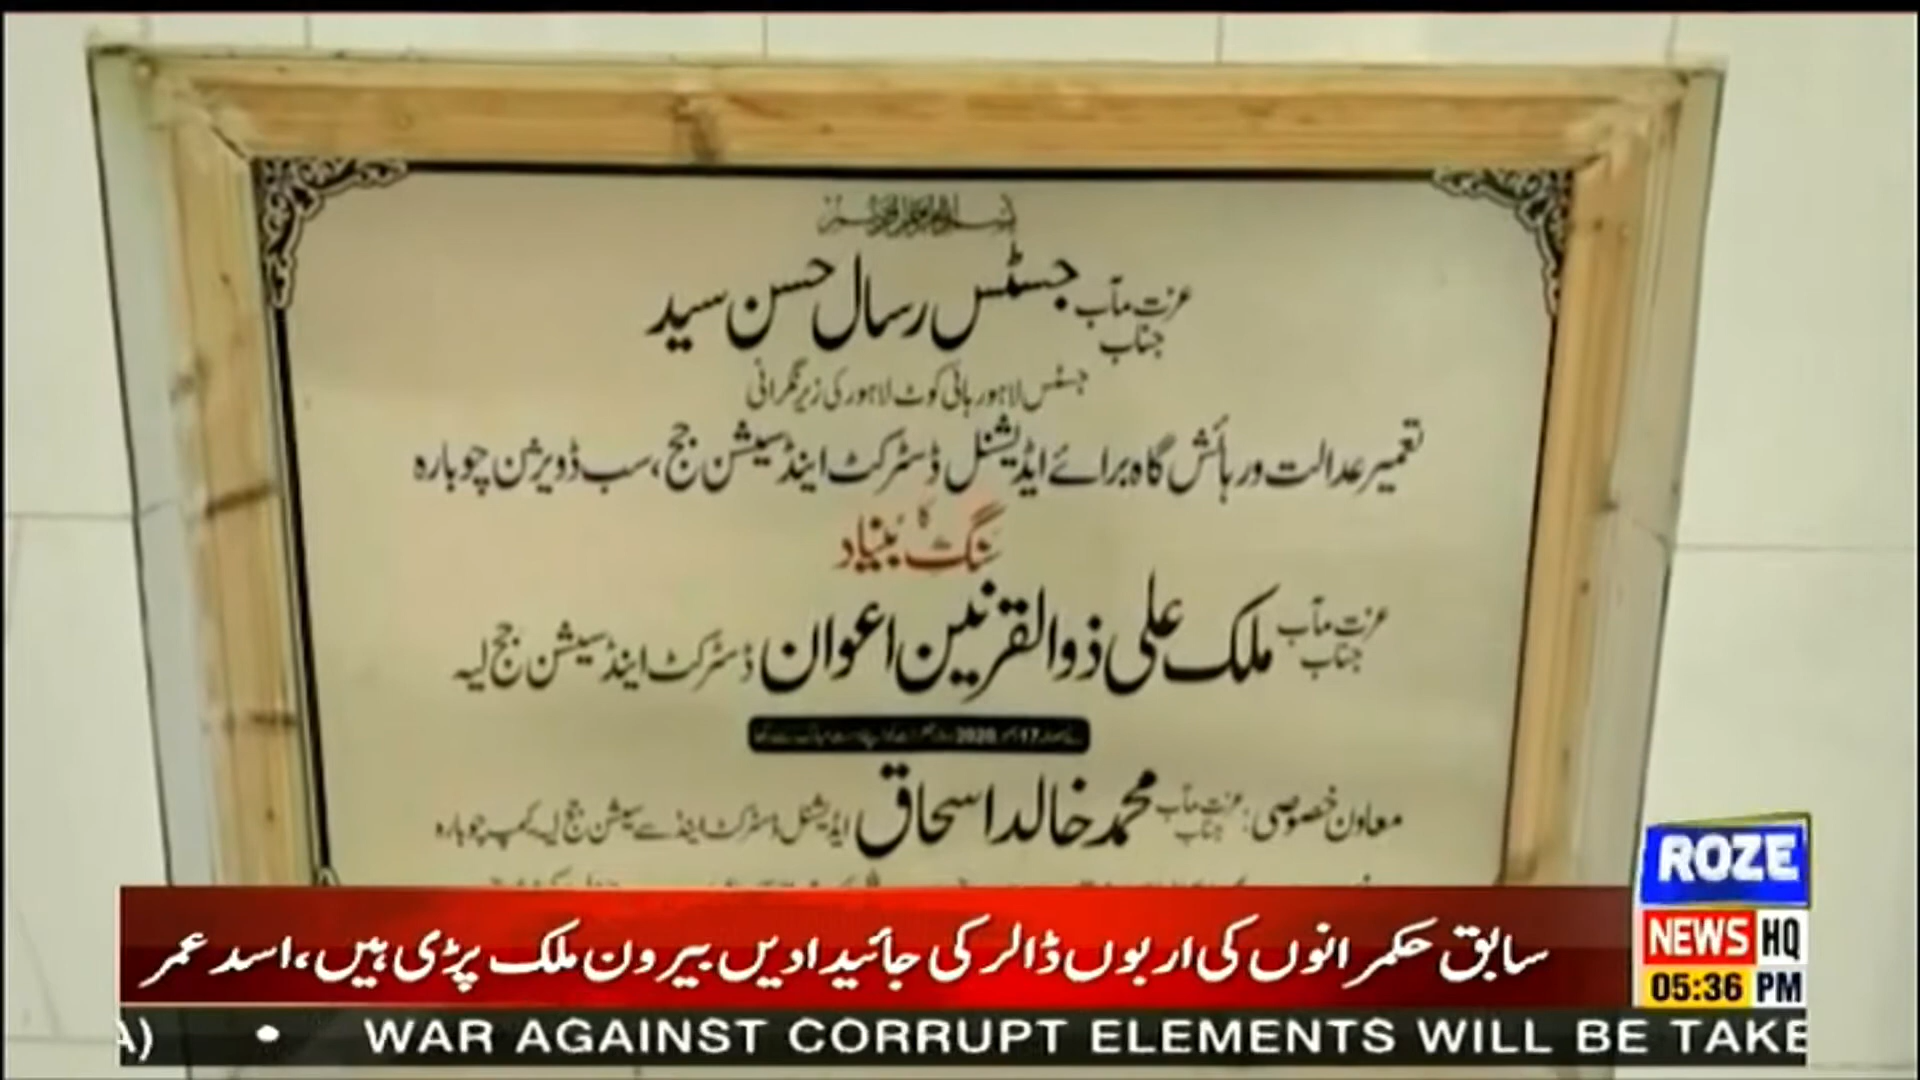 عزت مآب جناب جسٹس رسال حسن سید
جسٹس لاہور ہائی کوٹ لاہور کی زیر نگرانی
تعمیر عدالت و رہائش گاہ برائے ایڈیشنل ڈسٹرکٹ اینڈ سیشن جج، سب ڈویژن چوبارہ
کا
سنگ بنیاد
عزت مآب جناب ملک علی ذوالقرنین اعوان ڈسٹرکٹ اینڈ سیشن جج لیہ
17 2020
معاون خصوصی: عزت مآب جناب محمد خالد اسحاق ایڈیشنل ڈسٹرکٹ اینڈ سیشن جج لیہ کیمپ چوبارہ
سابق حکمرانوں کی اربوں ڈالر کی جائیدادیں بیرون ملک پڑی ہیں، اسد عمر
ROZE
NEWS HQ
05:36 PM
A) • WAR AGAINST CORRUPT ELEMENTS WILL BE TAKE